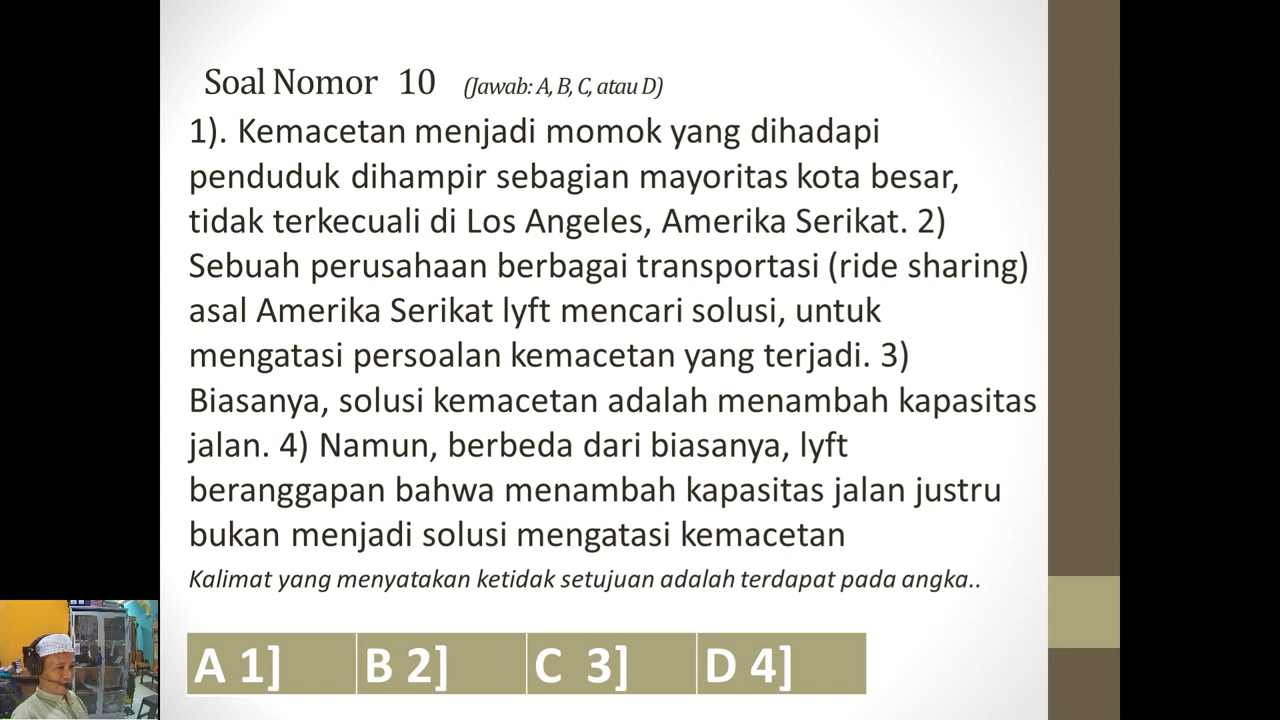 Soal Nomor 10 (Jawab: A, B, C, atau D)
1). Kemacetan menjadi momok yang dihadapi
penduduk dihampir sebagian mayoritas kota besar,
tidak terkecuali di Los Angeles, Amerika Serikat. 2)
Sebuah perusahaan berbagai transportasi (ride sharing)
asal Amerika Serikat lyft mencari solusi, untuk
mengatasi persoalan kemacetan yang terjadi. 3)
Biasanya, solusi kemacetan adalah menambah kapasitas
jalan. 4) Namun, berbeda dari biasanya, lyft
beranggapan bahwa menambah kapasitas jalan justru
bukan menjadi solusi mengatasi kemacetan
Kalimat yang menyatakan ketidak setujuan adalah terdapat pada angka..
A 1] B 2] C 3] D 4]